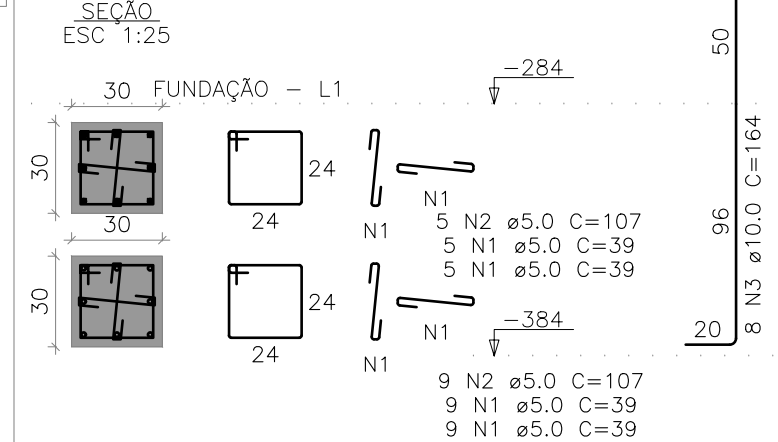 SEÇÃO
ESC 1:25
50
-284
30 FUNDAÇÃO - L1
30
24
24
N1
N1
5 N2 ø5.0 C=107
5 N1 ø5.0 C=39
5 N1 ø5.0 C=39
96
8 N3 ø10.0 C=164
30
30
24
24
N1
N1
-384
20
9 N2 ø5.0 C=107
9 N1 ø5.0 C=39
9 N1 ø5.0 C=39